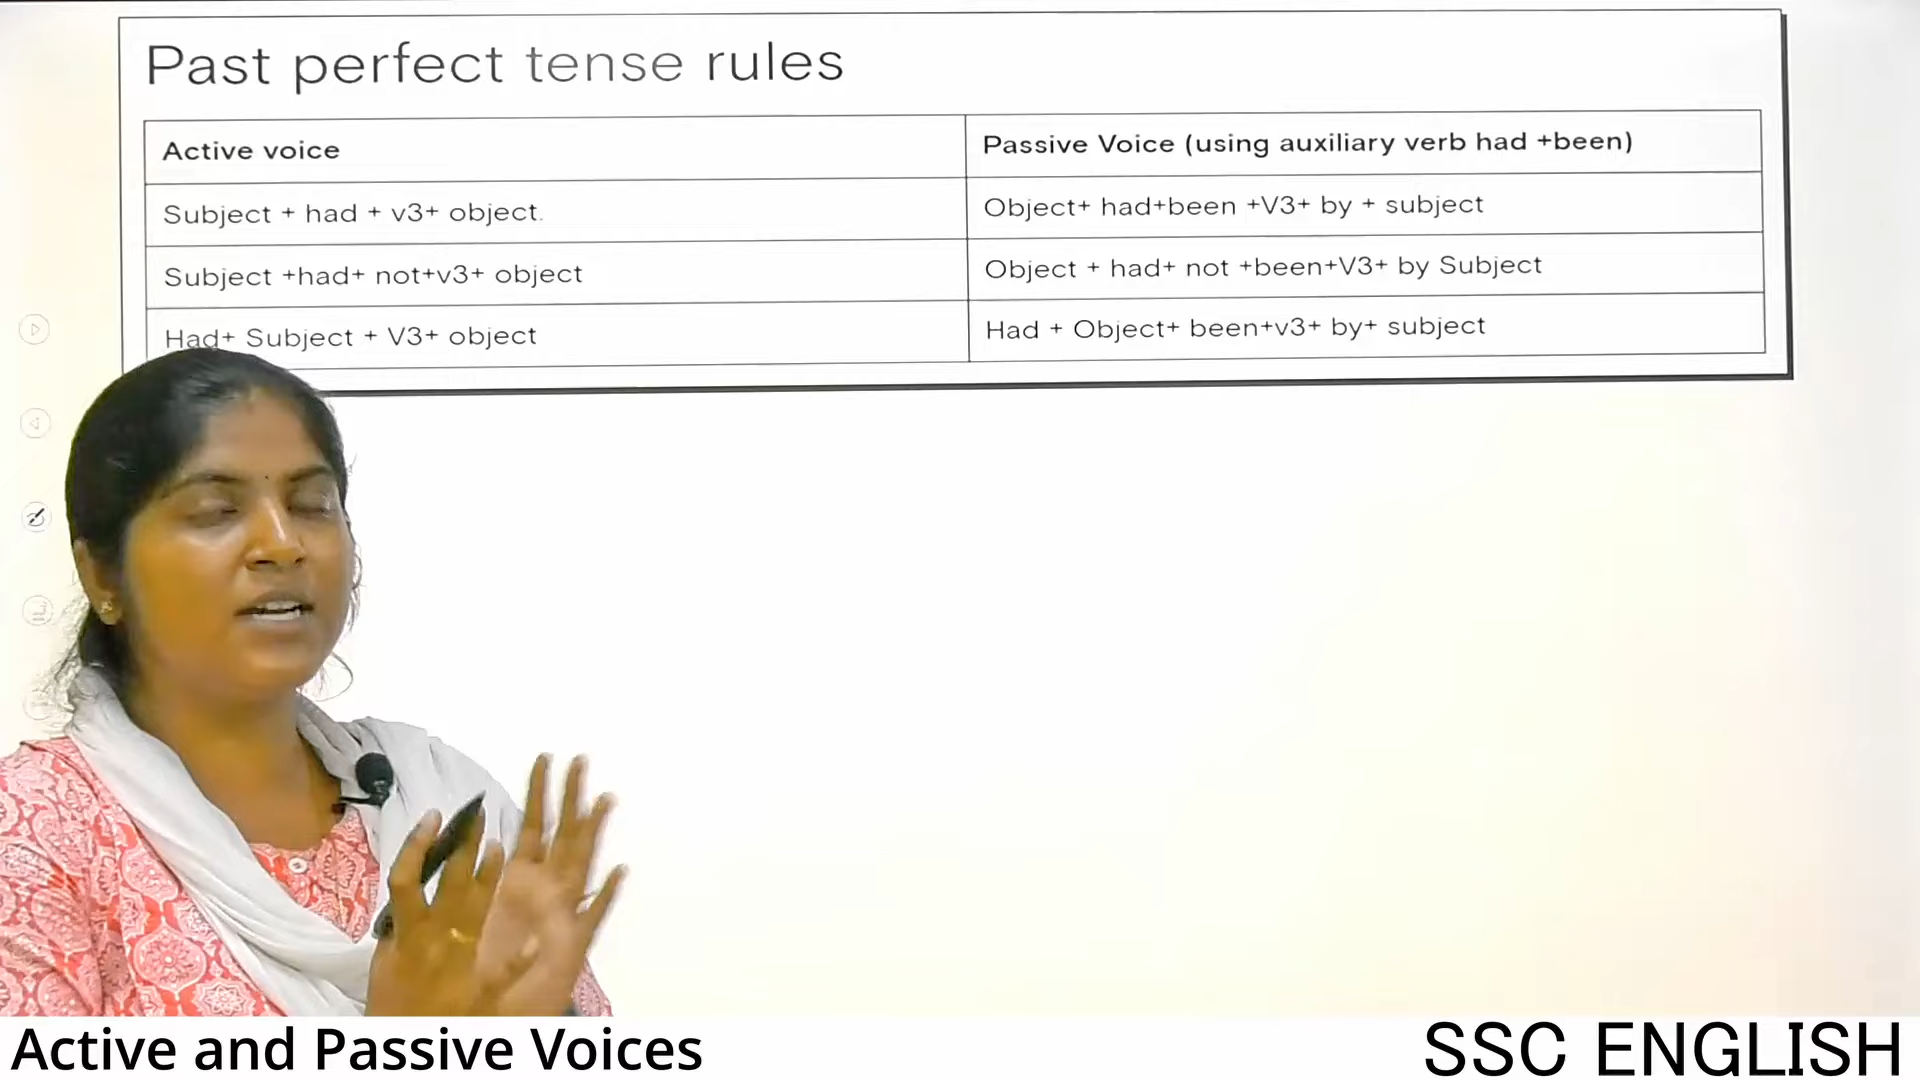 Past perfect tense rules
Active voice
Passive Voice (using auxiliary verb had +been)
Subject + had + v3+ object.
Object+ had+been +V3+ by + subject
Subject +had+ not+v3+ object
Object + had+ not +been+V3+ by Subject
Had+ Subject + V3+ object
Had + Object+ been+v3+ by+ subject
Active and Passive Voices
SSC ENGLISH